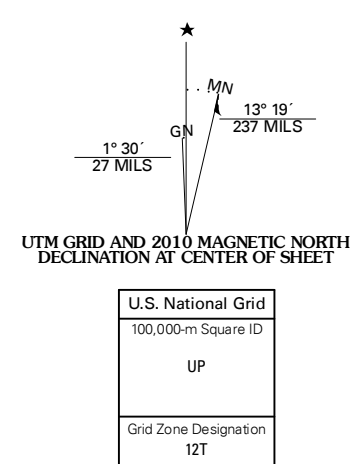 MN
13° 19´
237 MILS
GN
1° 30´
27 MILS
UTM GRID AND 2010 MAGNETIC NORTH
DECLINATION AT CENTER OF SHEET
U.S. National Grid
100,000-m Square ID
UP
Grid Zone Designation
12T